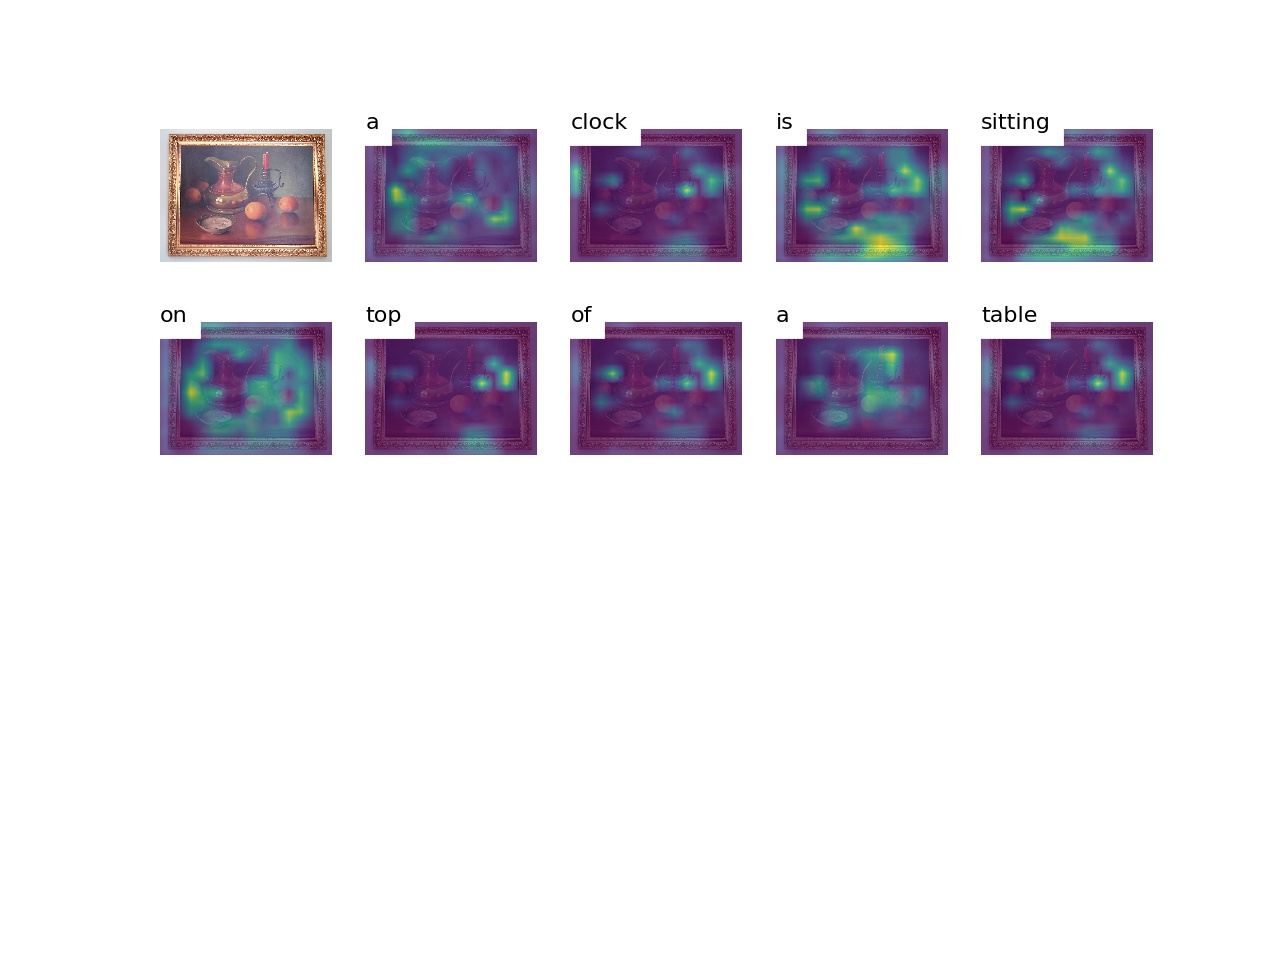 a clock is sitting
on top of a table